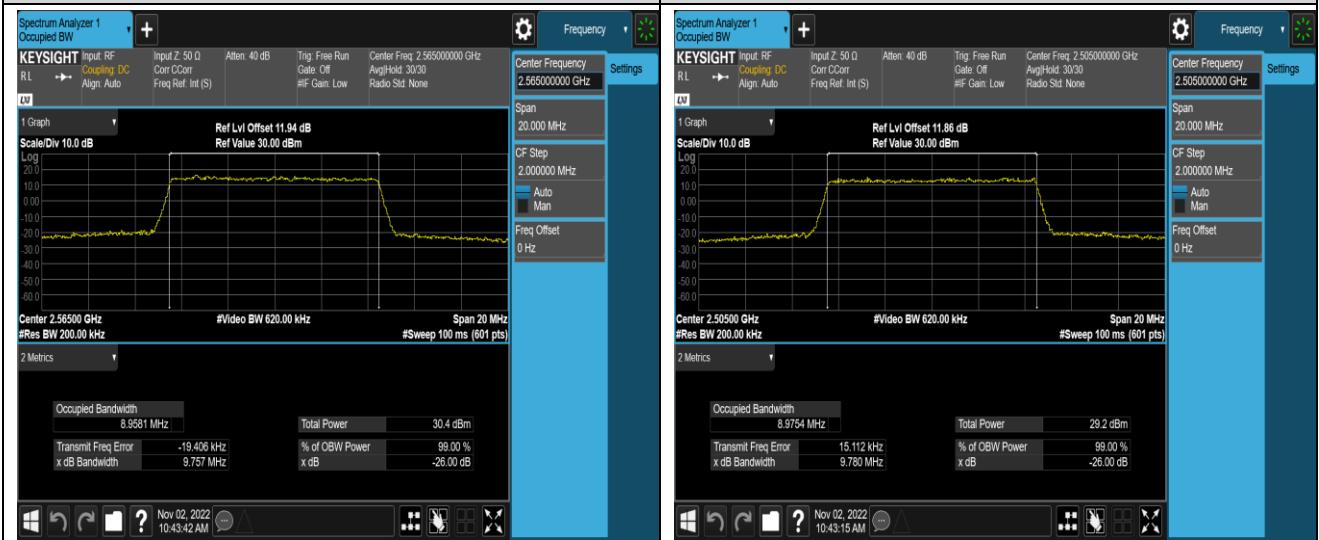 Spectrum Analyzer 1
Occupied BW
+
Frequency
KEYSIGHT Input: RF Input Z: 50 Ω Atten: 40 dB Trig: Free Run Center Freq: 2.565000000 GHz
RL Coupling: DC Corr CCorr Gate: Off Avg|Hold: 30/30
Align: Auto Freq Ref: Int (S) #IF Gain: Low Radio Std: None
LXI
Center Frequency
2.565000000 GHz
Settings
Span
20.000 MHz
CF Step
2.000000 MHz
Auto
Man
Freq Offset
0 Hz
1 Graph
Ref Lvl Offset 11.94 dB
Scale/Div 10.0 dB Ref Value 30.00 dBm
Log
20.0
10.0
0.00
-10.0
-20.0
-30.0
-40.0
-50.0
-60.0
Center 2.56500 GHz #Video BW 620.00 kHz Span 20 MHz
#Res BW 200.00 kHz #Sweep 100 ms (601 pts)
2 Metrics
Occupied Bandwidth
8.9581 MHz Total Power 30.4 dBm
Transmit Freq Error -19.406 kHz % of OBW Power 99.00 %
x dB Bandwidth 9.757 MHz x dB -26.00 dB
? Nov 02, 2022
10:43:42 AM
Spectrum Analyzer 1
Occupied BW
+
Frequency
KEYSIGHT Input: RF Input Z: 50 Ω Atten: 40 dB Trig: Free Run Center Freq: 2.505000000 GHz
RL Coupling: DC Corr CCorr Gate: Off Avg|Hold: 30/30
Align: Auto Freq Ref: Int (S) #IF Gain: Low Radio Std: None
LXI
Center Frequency
2.505000000 GHz
Settings
Span
20.000 MHz
CF Step
2.000000 MHz
Auto
Man
Freq Offset
0 Hz
1 Graph
Ref Lvl Offset 11.86 dB
Scale/Div 10.0 dB Ref Value 30.00 dBm
Log
20.0
10.0
0.00
-10.0
-20.0
-30.0
-40.0
-50.0
-60.0
Center 2.50500 GHz #Video BW 620.00 kHz Span 20 MHz
#Res BW 200.00 kHz #Sweep 100 ms (601 pts)
2 Metrics
Occupied Bandwidth
8.9754 MHz Total Power 29.2 dBm
Transmit Freq Error 15.112 kHz % of OBW Power 99.00 %
x dB Bandwidth 9.780 MHz x dB -26.00 dB
? Nov 02, 2022
10:43:15 AM